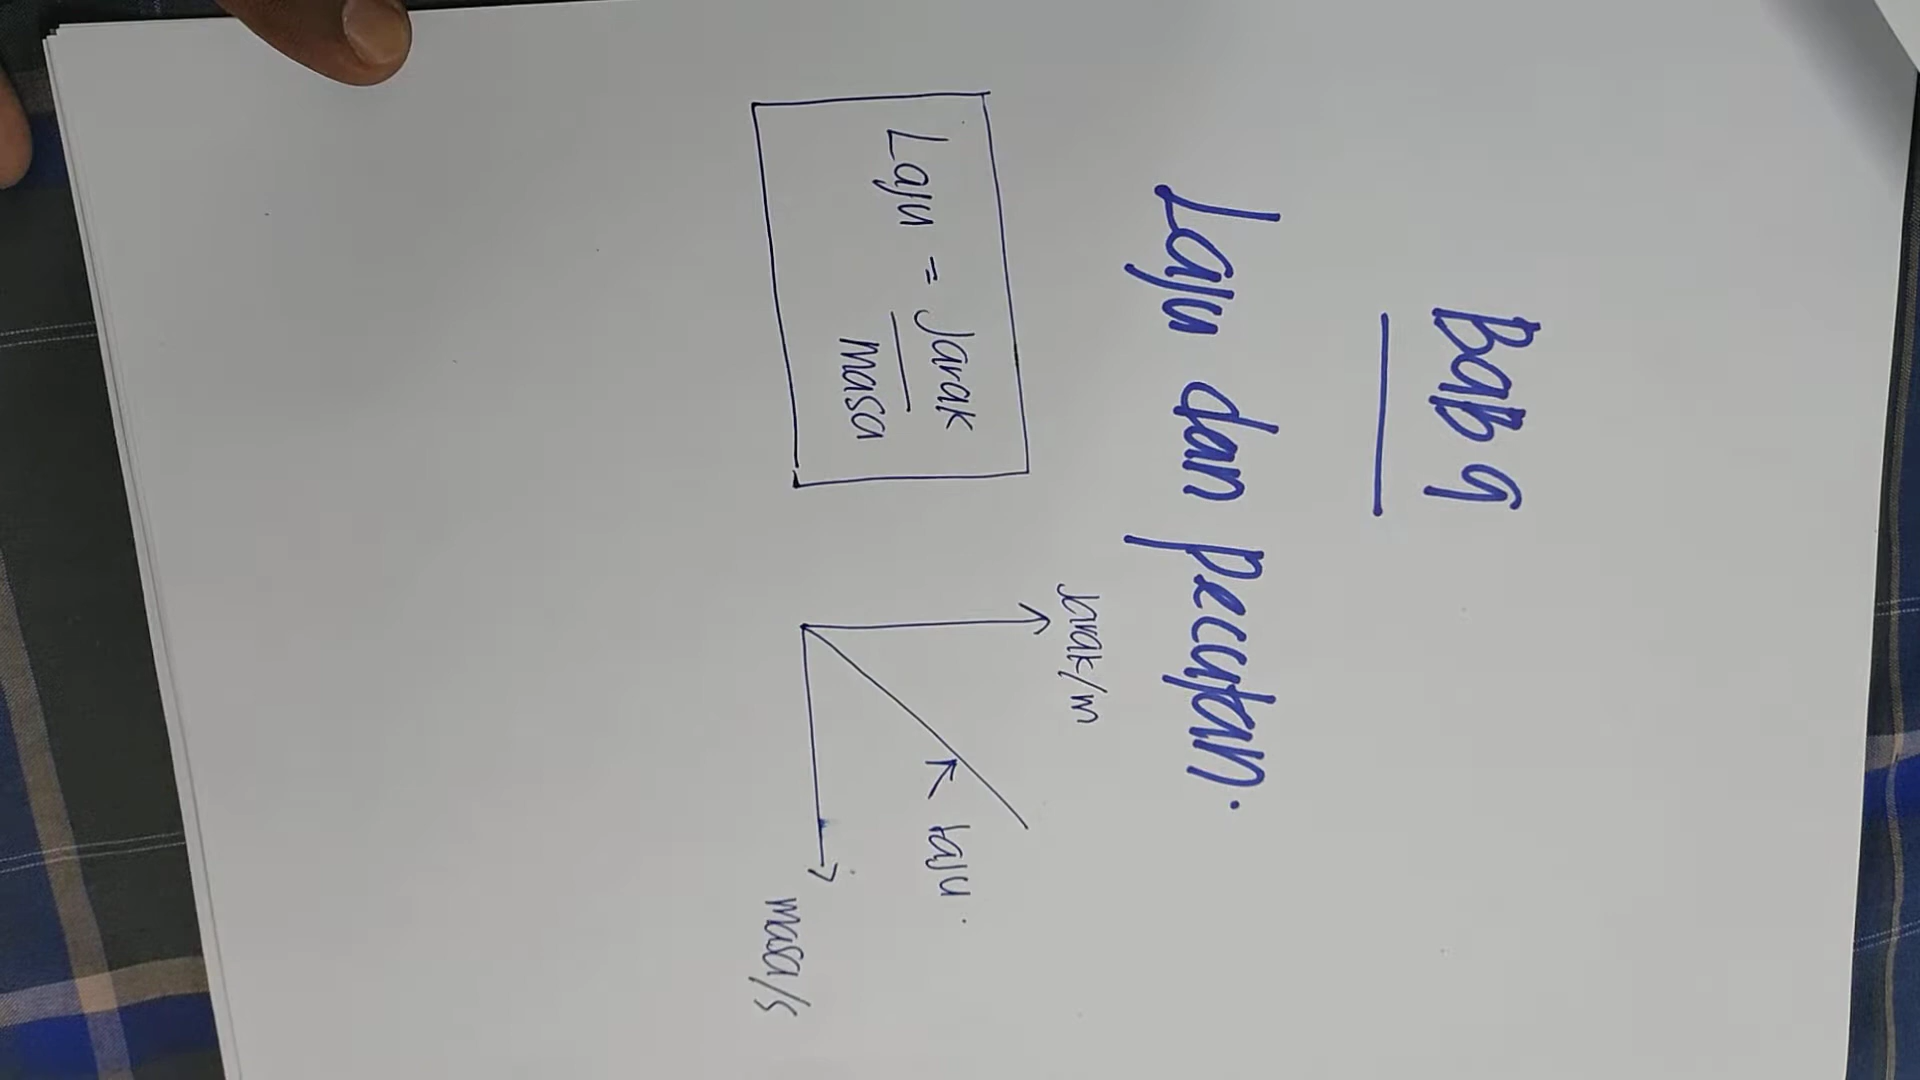 Bab 9
Laju dan pecutan.
Laju = Jarak
masa
Jarak/m
laju.
masa/s